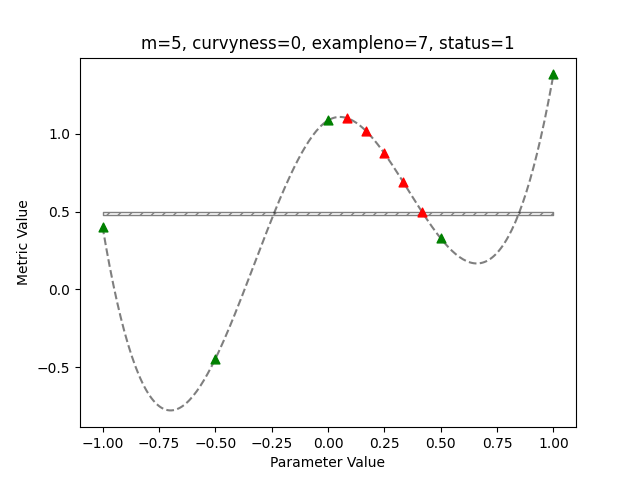 m=5, curvyness=0, exampleno=7, status=1
Metric Value
1.0
0.5
0.0
−0.5
−1.00 −0.75 −0.50 −0.25 0.00 0.25 0.50 0.75 1.00
Parameter Value